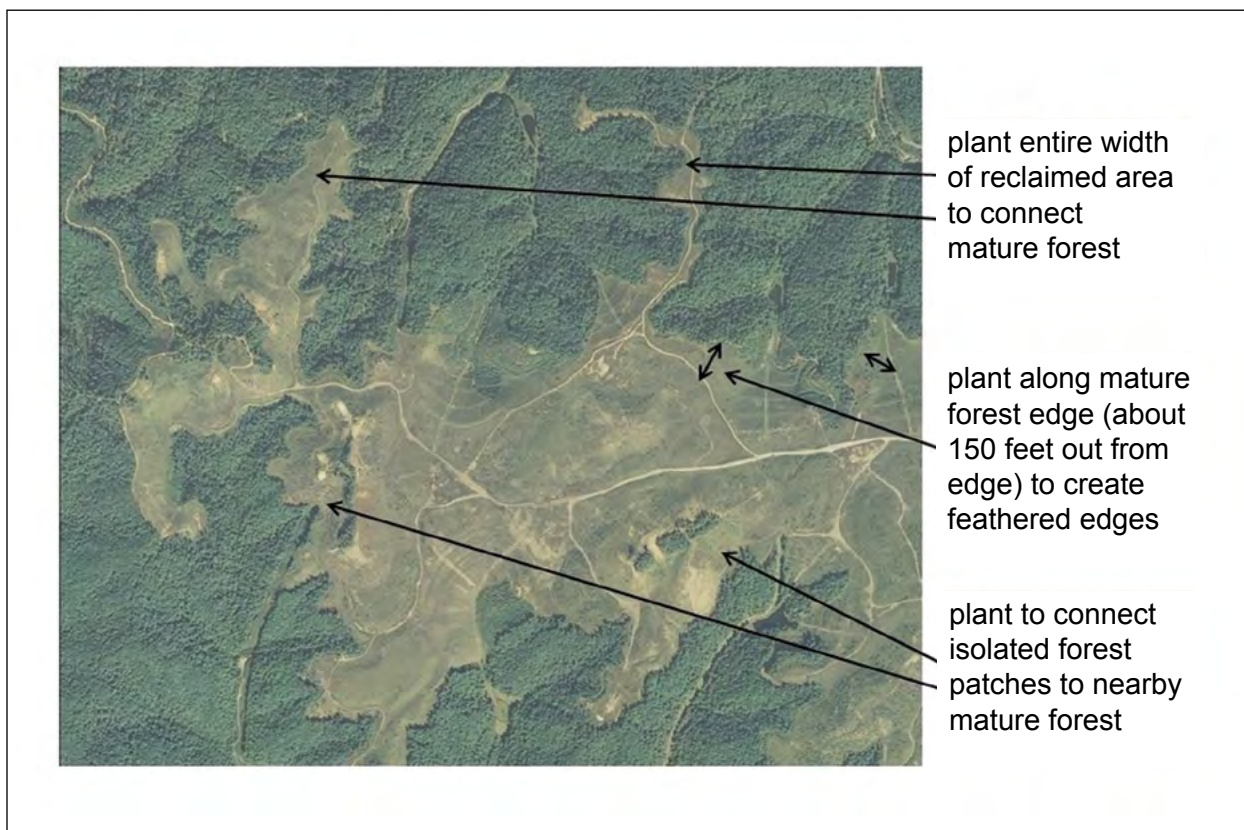 plant entire width
of reclaimed area
to connect
mature forest
plant along mature
forest edge (about
150 feet out from
edge) to create
feathered edges
plant to connect
isolated forest
patches to nearby
mature forest